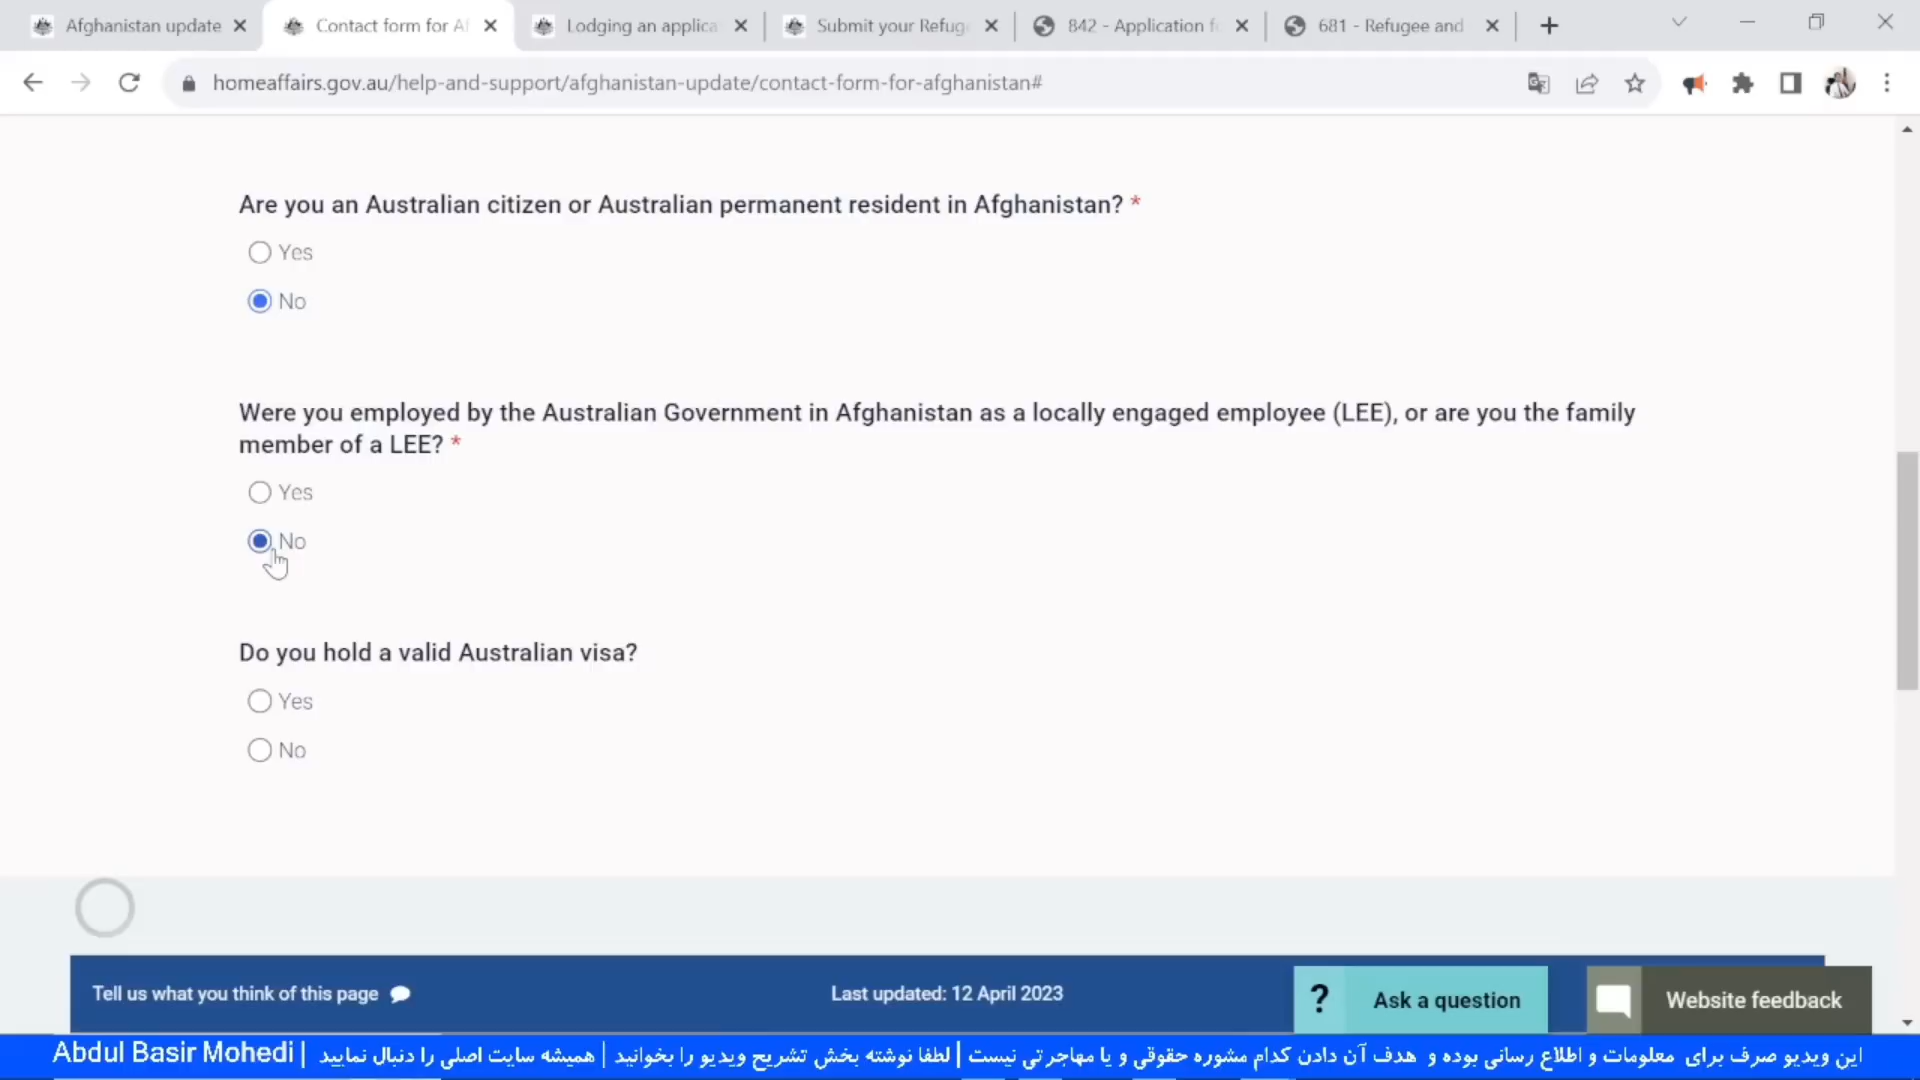 Afghanistan update
Contact form for Af
Lodging an applica
Submit your Refug
842 - Application f
681 - Refugee and
homeaffairs.gov.au/help-and-support/afghanistan-update/contact-form-for-afghanistan#
Are you an Australian citizen or Australian permanent resident in Afghanistan? *
Yes
No
Were you employed by the Australian Government in Afghanistan as a locally engaged employee (LEE), or are you the family
member of a LEE? *
Yes
No
Do you hold a valid Australian visa?
Yes
No
Tell us what you think of this page
Last updated: 12 April 2023
? Ask a question
Website feedback
این ویدیو صرف برای معلومات و اطلاع رسانی بوده و هدف آن دادن کدام مشوره حقوقی و یا مهاجرتی نیست | لطفا نوشته بخش تشریح ویدیو را بخوانید | همیشه سایت اصلی را دنبال نمایید | Abdul Basir Mohedi